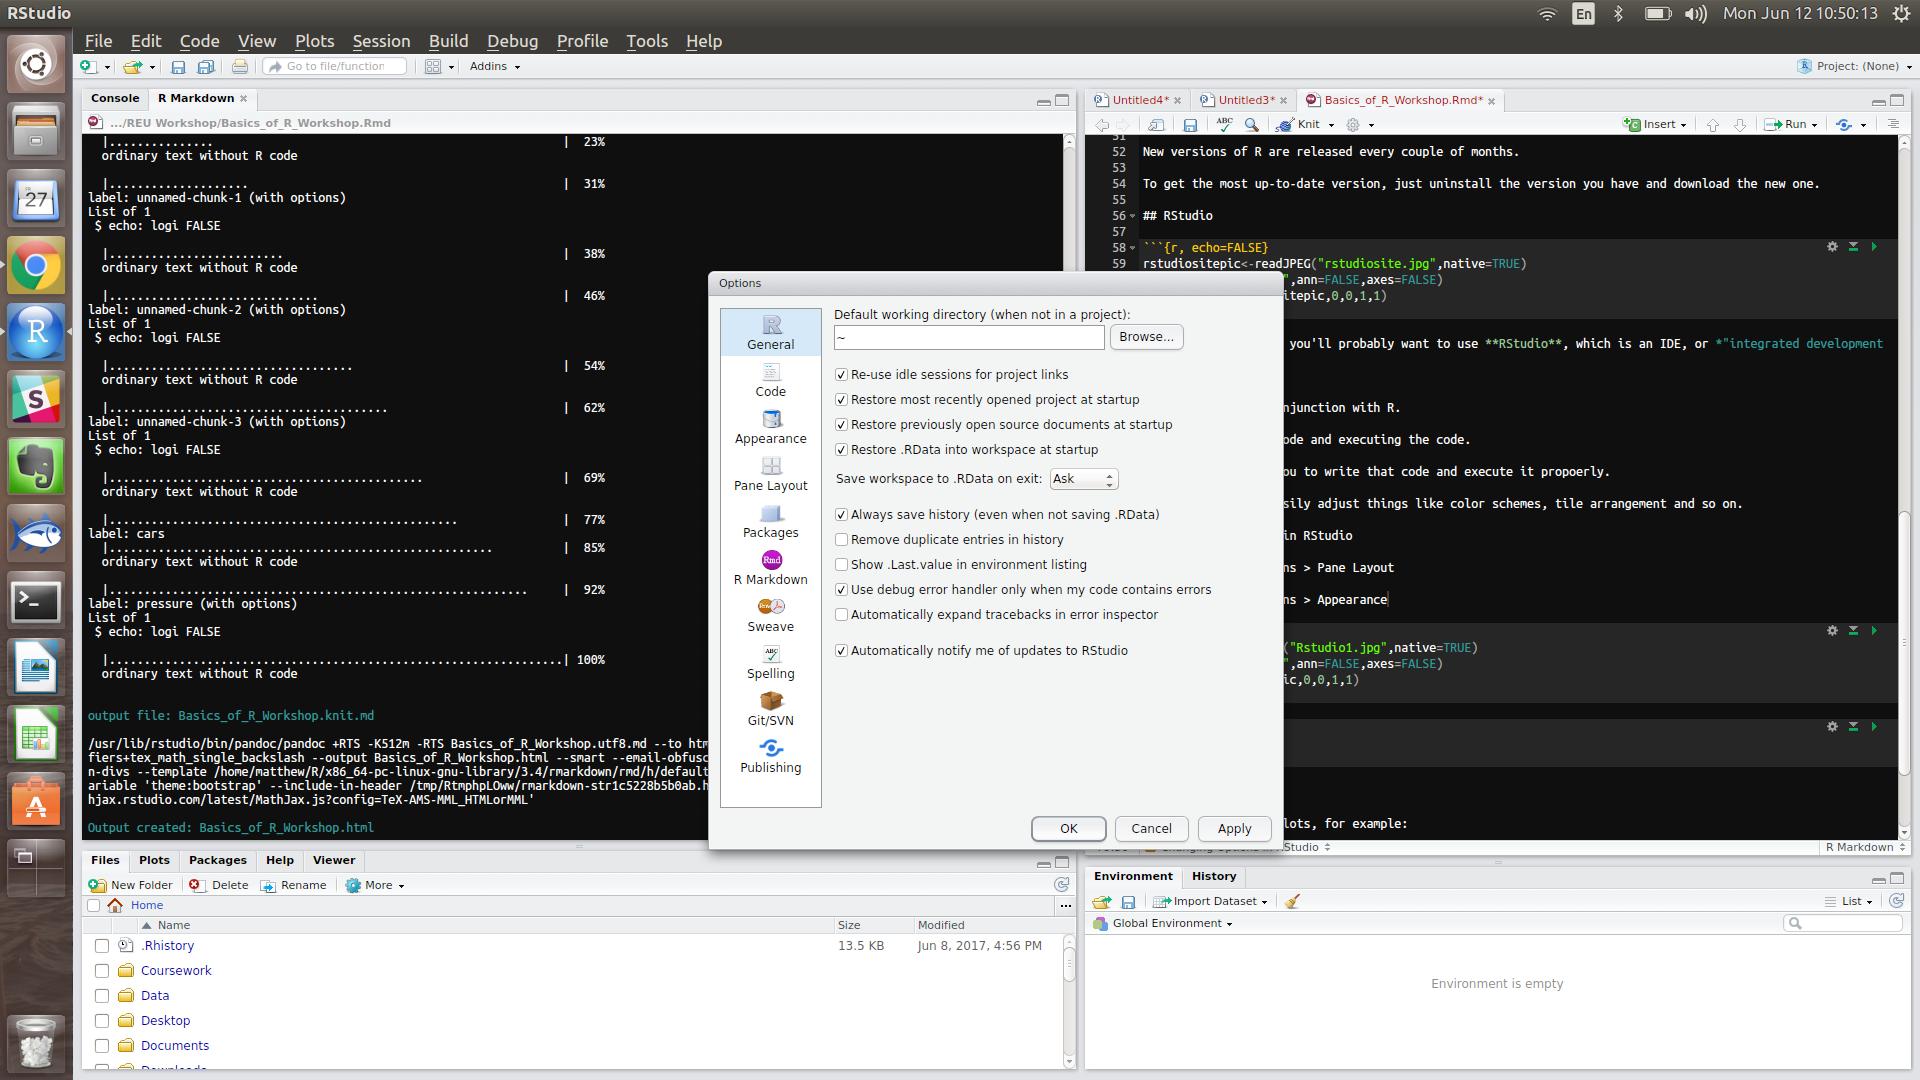 RStudio
En
Mon Jun 12 10:50:13
File Edit Code View Plots Session Build Debug Profile Tools Help
Go to file/function
Addins
Project: (None)
Console
R Markdown
.../REU Workshop/Basics_of_R_Workshop.Rmd
|............... | 23%
ordinary text without R code
|.................... | 31%
label: unnamed-chunk-1 (with options)
List of 1
$ echo: logi FALSE
|......................... | 38%
ordinary text without R code
|.............................. | 46%
label: unnamed-chunk-2 (with options)
List of 1
$ echo: logi FALSE
|................................... | 54%
ordinary text without R code
|........................................ | 62%
label: unnamed-chunk-3 (with options)
List of 1
$ echo: logi FALSE
|............................................. | 69%
ordinary text without R code
|.................................................. | 77%
label: cars
|....................................................... | 85%
ordinary text without R code
|............................................................ | 92%
label: pressure (with options)
List of 1
$ echo: logi FALSE
|.................................................................| 100%
ordinary text without R code
output file: Basics_of_R_Workshop.knit.md
/usr/lib/rstudio/bin/pandoc/pandoc +RTS -K512m -RTS Basics_of_R_Workshop.utf8.md --to htm
fiers+tex_math_single_backslash --output Basics_of_R_Workshop.html --smart --email-obfusc
n-divs --template /home/matthew/R/x86_64-pc-linux-gnu-library/3.4/rmarkdown/rmd/h/default
ariable 'theme:bootstrap' --include-in-header /tmp/RtmphpLOww/rmarkdown-str1c5228b5b0ab.h
hjax.rstudio.com/latest/MathJax.js?config=TeX-AMS-MML_HTMLorMML'
Output created: Basics_of_R_Workshop.html
Untitled4*
Untitled3*
Basics_of_R_Workshop.Rmd*
ABC
Knit
Insert
Run
51
52 New versions of R are released every couple of months.
53
54 To get the most up-to-date version, just uninstall the version you have and download the new one.
55
56 ## RStudio
57
58 ```{r, echo=FALSE}
59 rstudiositepic<-readJPEG("rstudiosite.jpg",native=TRUE)
",ann=FALSE,axes=FALSE)
itepic,0,0,1,1)
you'll probably want to use **RStudio**, which is an IDE, or *"integrated development
njunction with R.
ode and executing the code.
ou to write that code and execute it propoerly.
sily adjust things like color schemes, tile arrangement and so on.
in RStudio
ns > Pane Layout
ns > Appearance
("Rstudio1.jpg",native=TRUE)
",ann=FALSE,axes=FALSE)
ic,0,0,1,1)
lots, for example:
R Markdown
Options
General
Code
Appearance
Pane Layout
Packages
Rmd
R Markdown
Sweave
ABC
Spelling
Git/SVN
Publishing
Default working directory (when not in a project):
~
Browse...
Re-use idle sessions for project links
Restore most recently opened project at startup
Restore previously open source documents at startup
Restore .RData into workspace at startup
Save workspace to .RData on exit: Ask
Always save history (even when not saving .RData)
Remove duplicate entries in history
Show .Last.value in environment listing
Use debug error handler only when my code contains errors
Automatically expand tracebacks in error inspector
Automatically notify me of updates to RStudio
OK Cancel Apply
Files Plots Packages Help Viewer
New Folder Delete Rename More
Home
...
Name Size Modified
.Rhistory 13.5 KB Jun 8, 2017, 4:56 PM
Coursework
Data
Desktop
Documents
Environment History
Import Dataset
List
Global Environment
Environment is empty
27